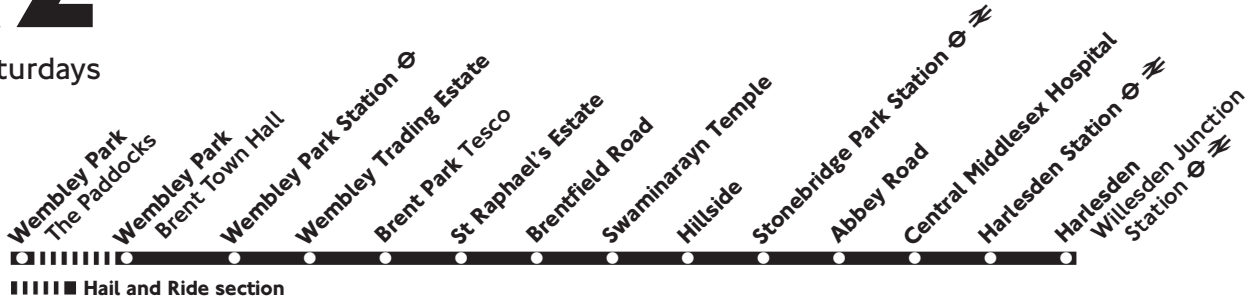 turdays
Wembley Park
The Paddocks
Wembley Park
Brent Town Hall
Wembley Park Station
Wembley Trading Estate
Brent Park Tesco
St Raphael's Estate
Brentfield Road
Swaminarayn Temple
Hillside
Stonebridge Park Station
Abbey Road
Central Middlesex Hospital
Harlesden Station
Harlesden
Willesden Junction
Station
Hail and Ride section